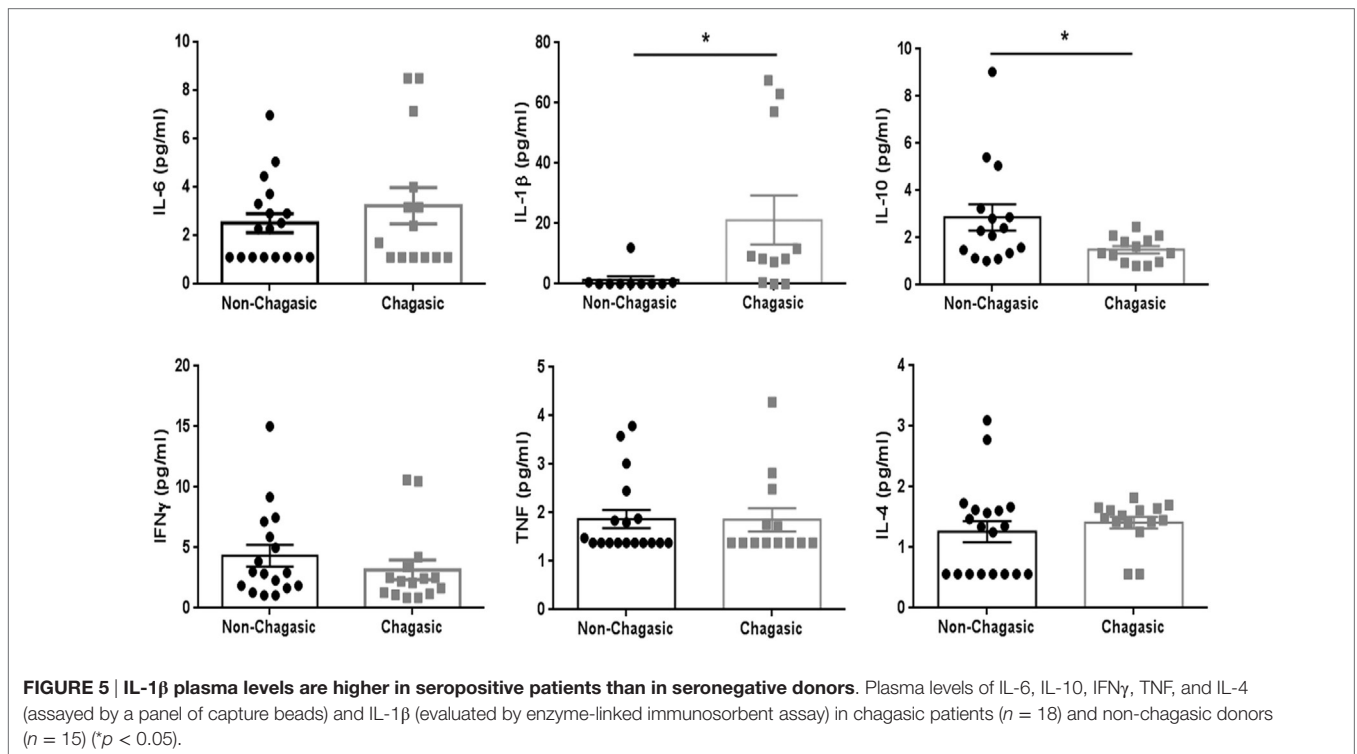 10
8
6
4
2
0
IL-6 (pg/ml)
Non-Chagasic
Chagasic
80
60
40
20
0
IL-1β (pg/ml)
*
Non-Chagasic
Chagasic
10
8
6
4
2
0
IL-10 (pg/ml)
*
Non-Chagasic
Chagasic
20
15
10
5
0
IFNγ (pg/ml)
Non-Chagasic
Chagasic
5
4
3
2
1
0
TNF (pg/ml)
Non-Chagasic
Chagasic
4
3
2
1
0
IL-4 (pg/ml)
Non-Chagasic
Chagasic
FIGURE 5 | IL-1β plasma levels are higher in seropositive patients than in seronegative donors. Plasma levels of IL-6, IL-10, IFNγ, TNF, and IL-4
(assayed by a panel of capture beads) and IL-1β (evaluated by enzyme-linked immunosorbent assay) in chagasic patients (n = 18) and non-chagasic donors
(n = 15) (*p < 0.05).